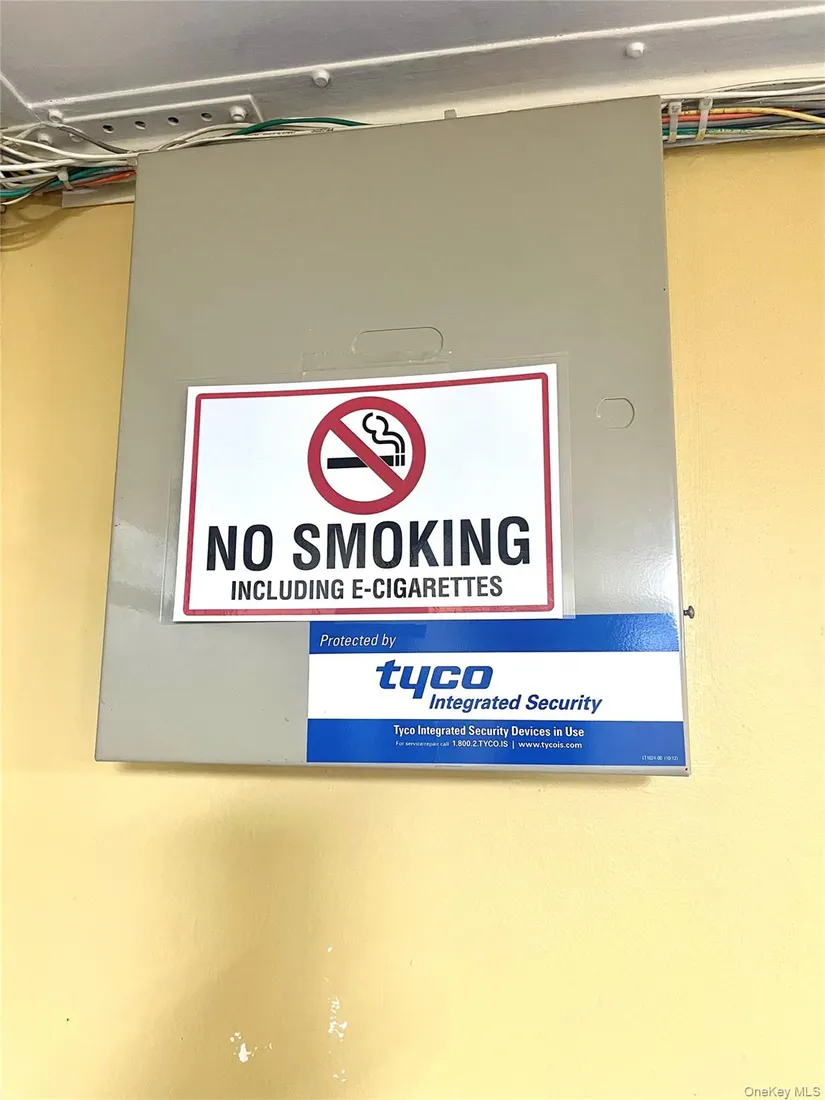 NO SMOKING
INCLUDING E-CIGARETTES
Protected by
tyco
Integrated Security
Tyco Integrated Security Devices in Use
For service/repair call 1.800.2.TYCO.IS | www.tycois.com
OneKey MLS